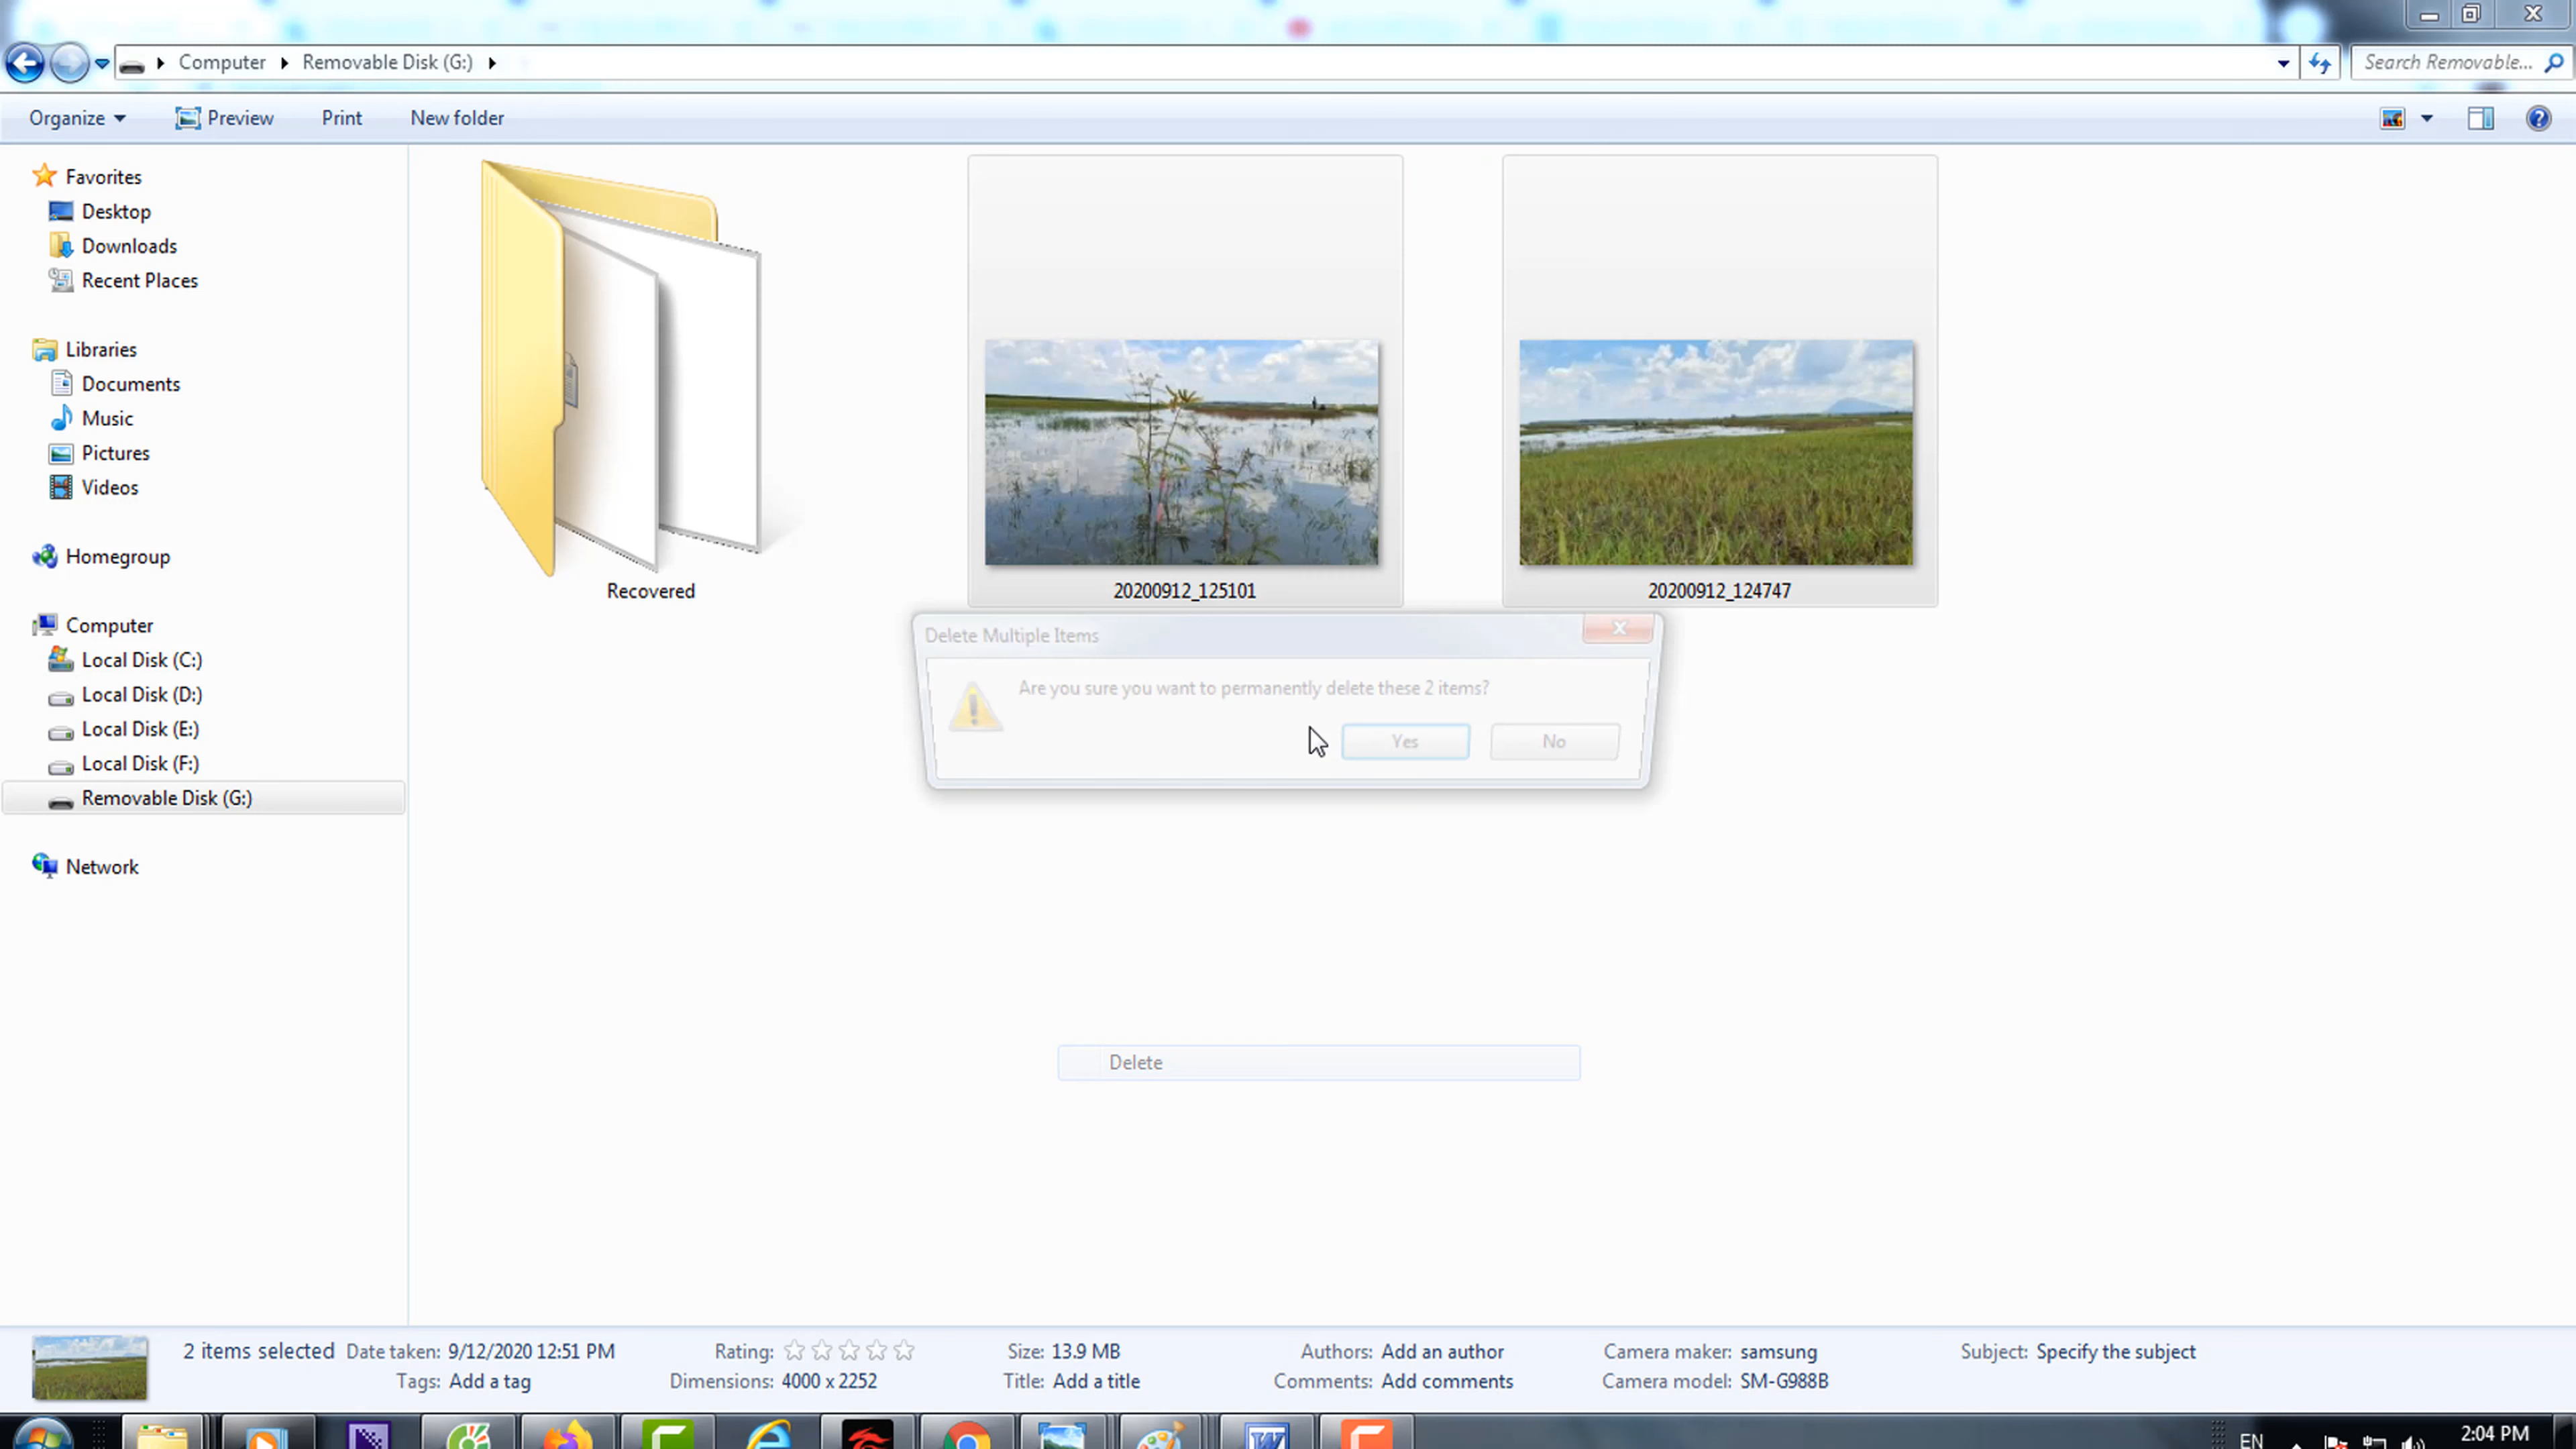 Computer
Removable Disk (G:)
Search Removable...
Organize
Preview
Print
New folder
Favorites
Desktop
Downloads
Recent Places
Libraries
Documents
Music
Pictures
Videos
Homegroup
Computer
Local Disk (C:)
Local Disk (D:)
Local Disk (E:)
Local Disk (F:)
Removable Disk (G:)
Network
Recovered
20200912_125101
20200912_124747
Delete Multiple Items
Are you sure you want to permanently delete these 2 items?
Yes
No
Delete
2 items selected Date taken: 9/12/2020 12:51 PM Rating: Size: 13.9 MB Authors: Add an author Camera maker: samsung Subject: Specify the subject
Tags: Add a tag Dimensions: 4000 x 2252 Title: Add a title Comments: Add comments Camera model: SM-G988B
EN
2:04 PM